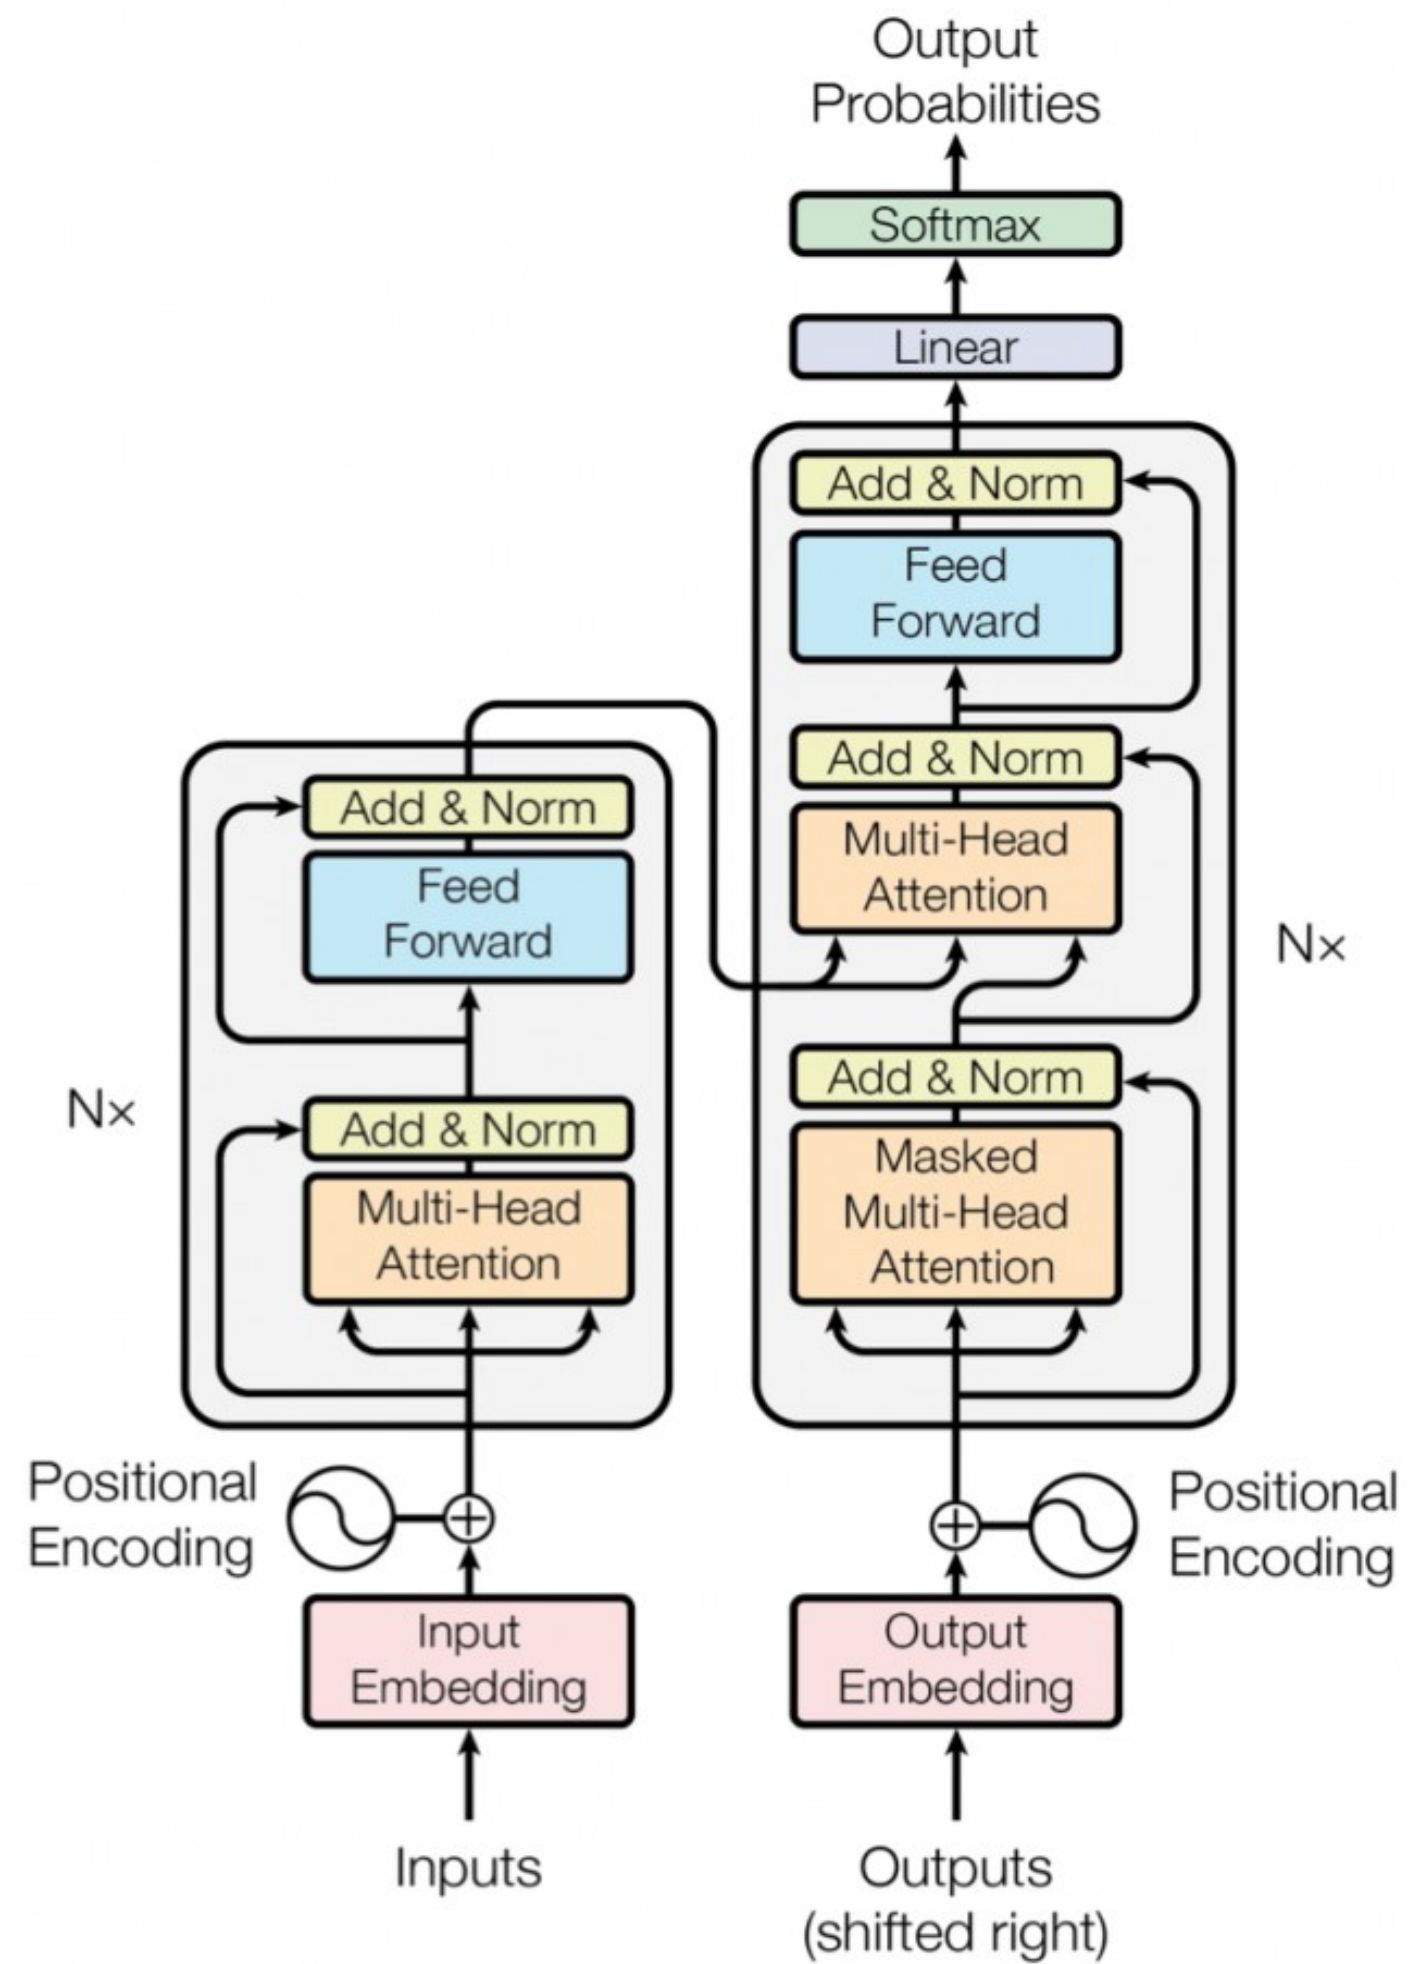 Output
Probabilities
Softmax
Linear
Add & Norm
Feed
Forward
Add & Norm
Multi-Head
Attention
Nx
Add & Norm
Masked
Multi-Head
Attention
Add & Norm
Feed
Forward
Nx
Add & Norm
Multi-Head
Attention
Positional
Encoding
Positional
Encoding
Input
Embedding
Output
Embedding
Inputs
Outputs
(shifted right)